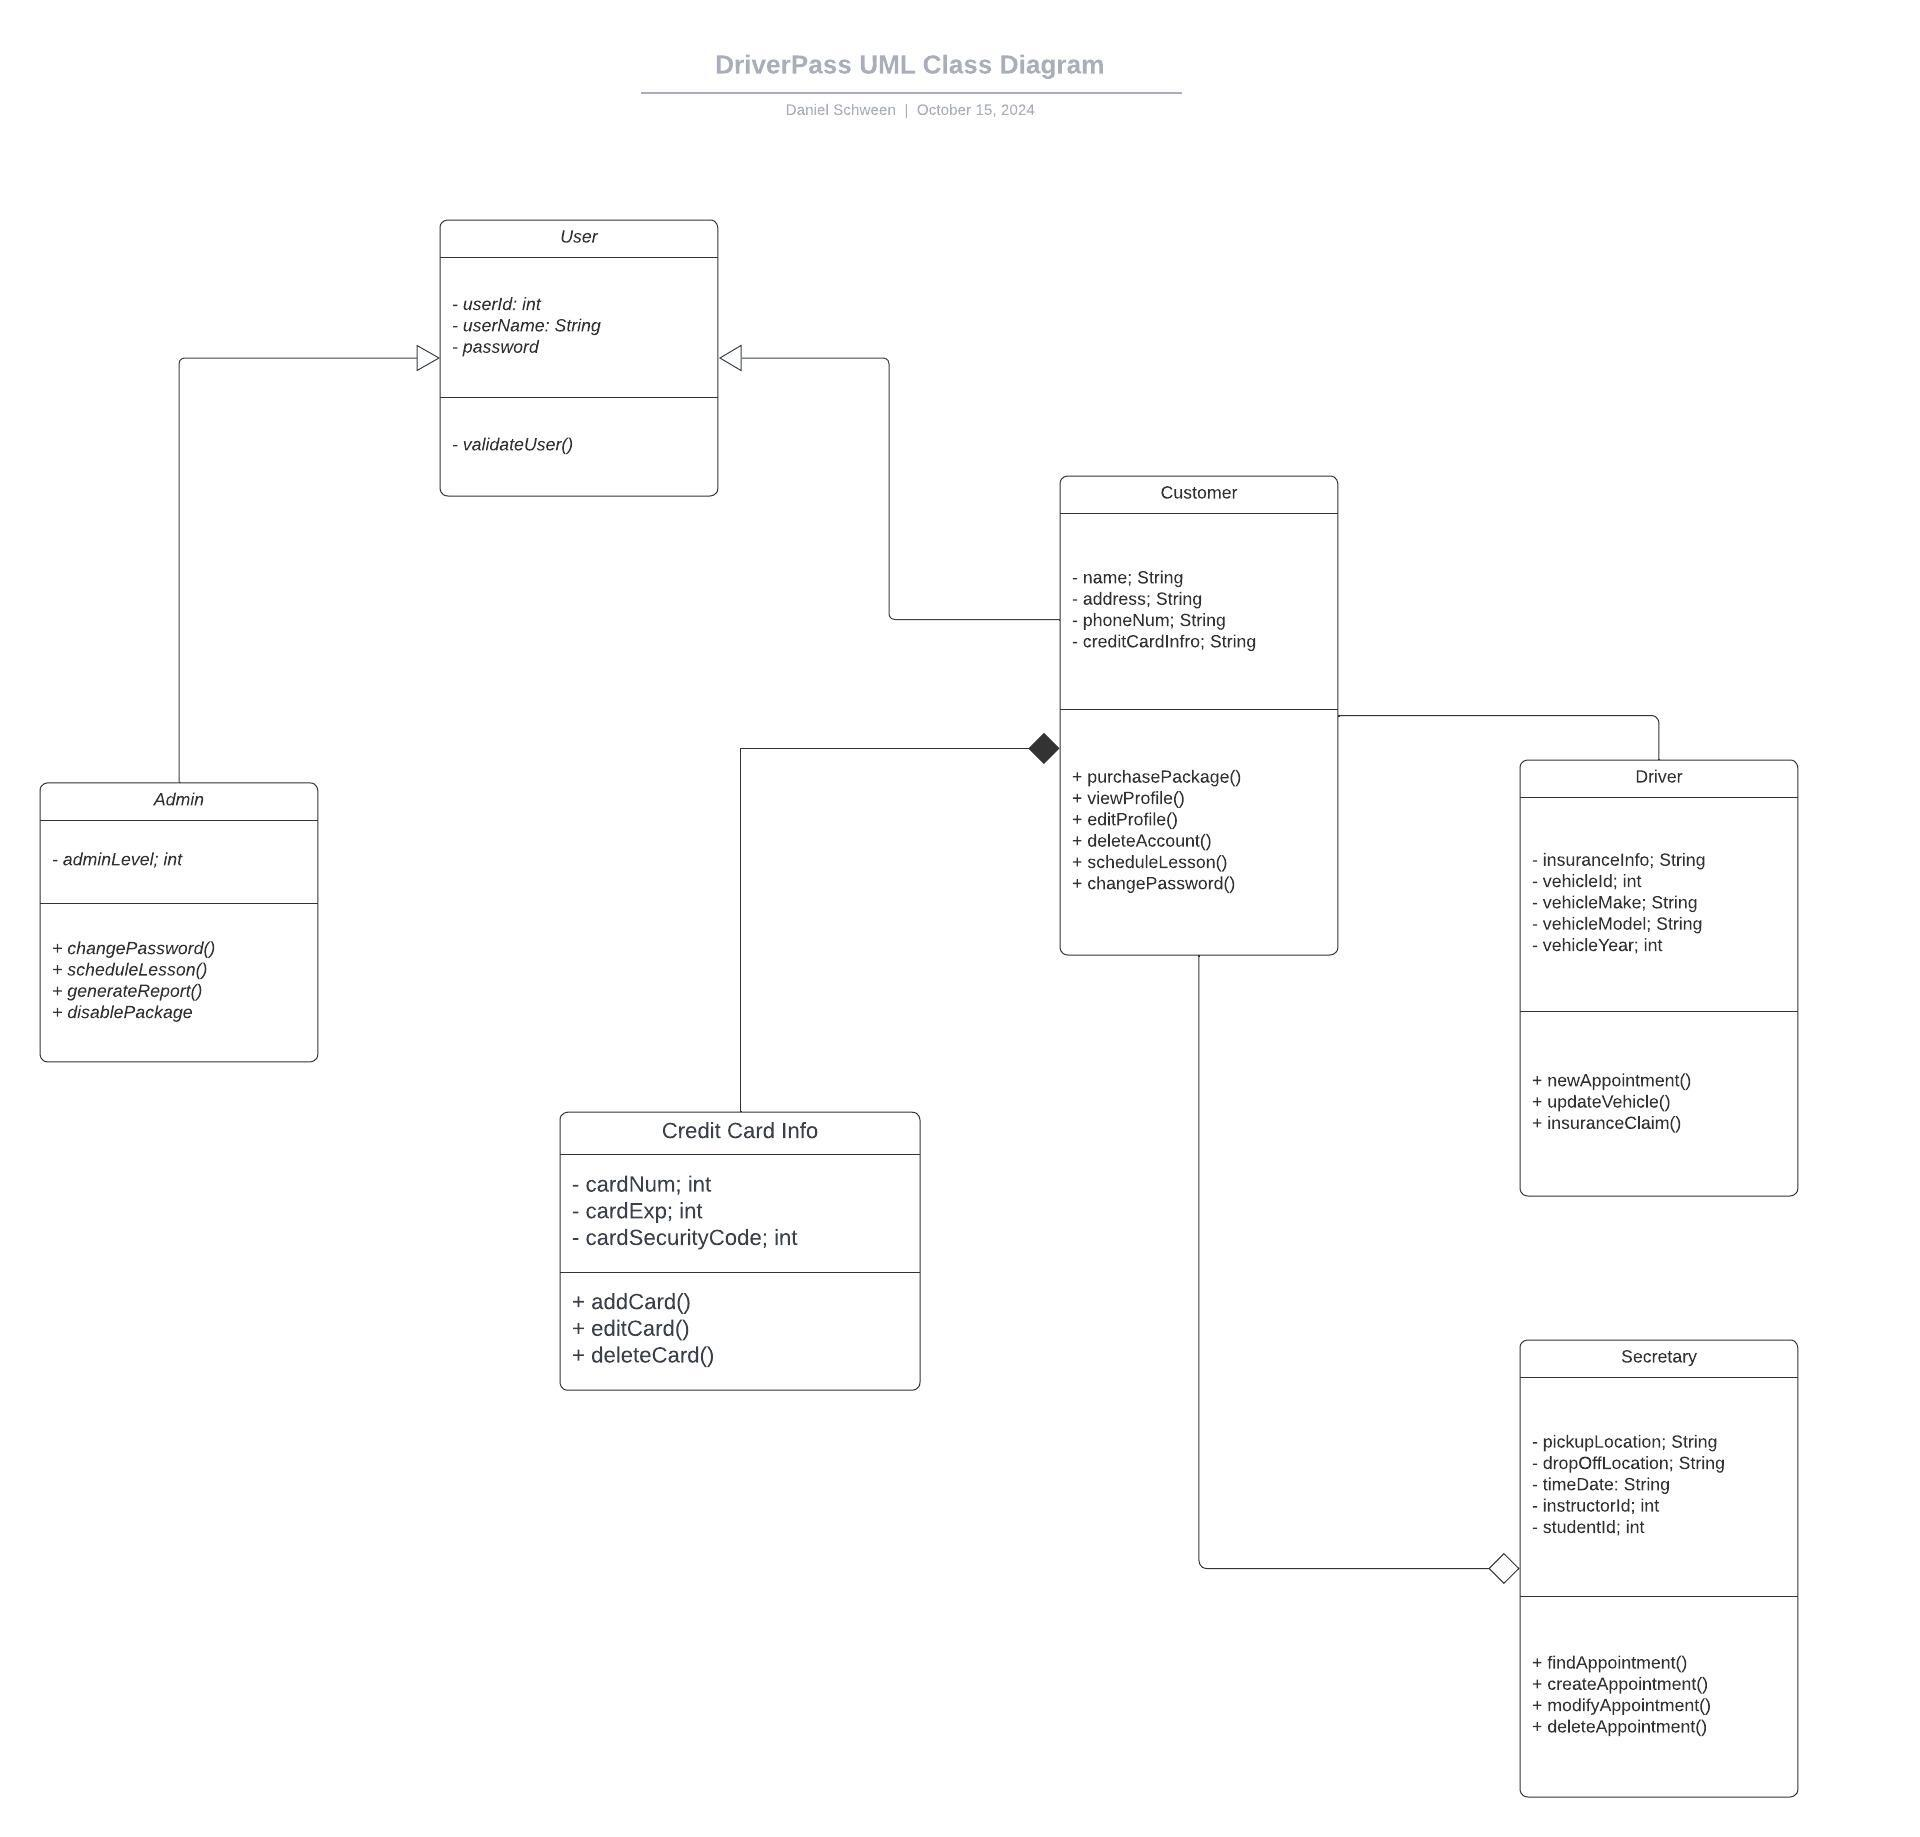 DriverPass UML Class Diagram
Daniel Schween | October 15, 2024
User
- userId: int
- userName: String
- password
- validateUser()
Customer
- name; String
- address; String
- phoneNum; String
- creditCardInfro; String
+ purchasePackage()
+ viewProfile()
+ editProfile()
+ deleteAccount()
+ scheduleLesson()
+ changePassword()
Admin
- adminLevel; int
+ changePassword()
+ scheduleLesson()
+ generateReport()
+ disablePackage
Driver
- insuranceInfo; String
- vehicleId; int
- vehicleMake; String
- vehicleModel; String
- vehicleYear; int
+ newAppointment()
+ updateVehicle()
+ insuranceClaim()
Credit Card Info
- cardNum; int
- cardExp; int
- cardSecurityCode; int
+ addCard()
+ editCard()
+ deleteCard()
Secretary
- pickupLocation; String
- dropOffLocation; String
- timeDate: String
- instructorId; int
- studentId; int
+ findAppointment()
+ createAppointment()
+ modifyAppointment()
+ deleteAppointment()